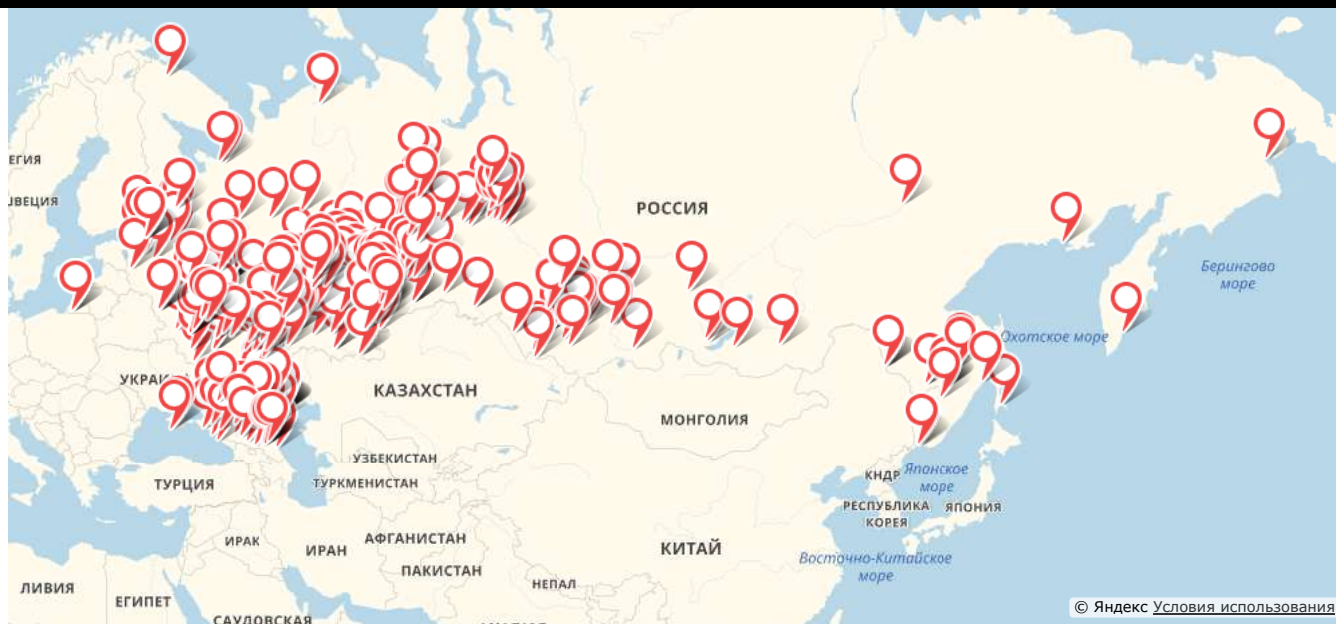 ЕГИЯ
ШВЕЦИЯ
РОССИЯ
Берингово
море
Охотское море
УКРАИ
КАЗАХСТАН
МОНГОЛИЯ
УЗБЕКИСТАН
ТУРКМЕНИСТАН
ТУРЦИЯ
КНДР
Японское
море
РЕСПУБЛИКА
КОРЕЯ
ЯПОНИЯ
ИРАК
ИРАН
АФГАНИСТАН
ПАКИСТАН
КИТАЙ
Восточно-Китайское
море
НЕПАЛ
ЛИВИЯ
ЕГИПЕТ
САУДОВСКАЯ
© Яндекс Условия использования